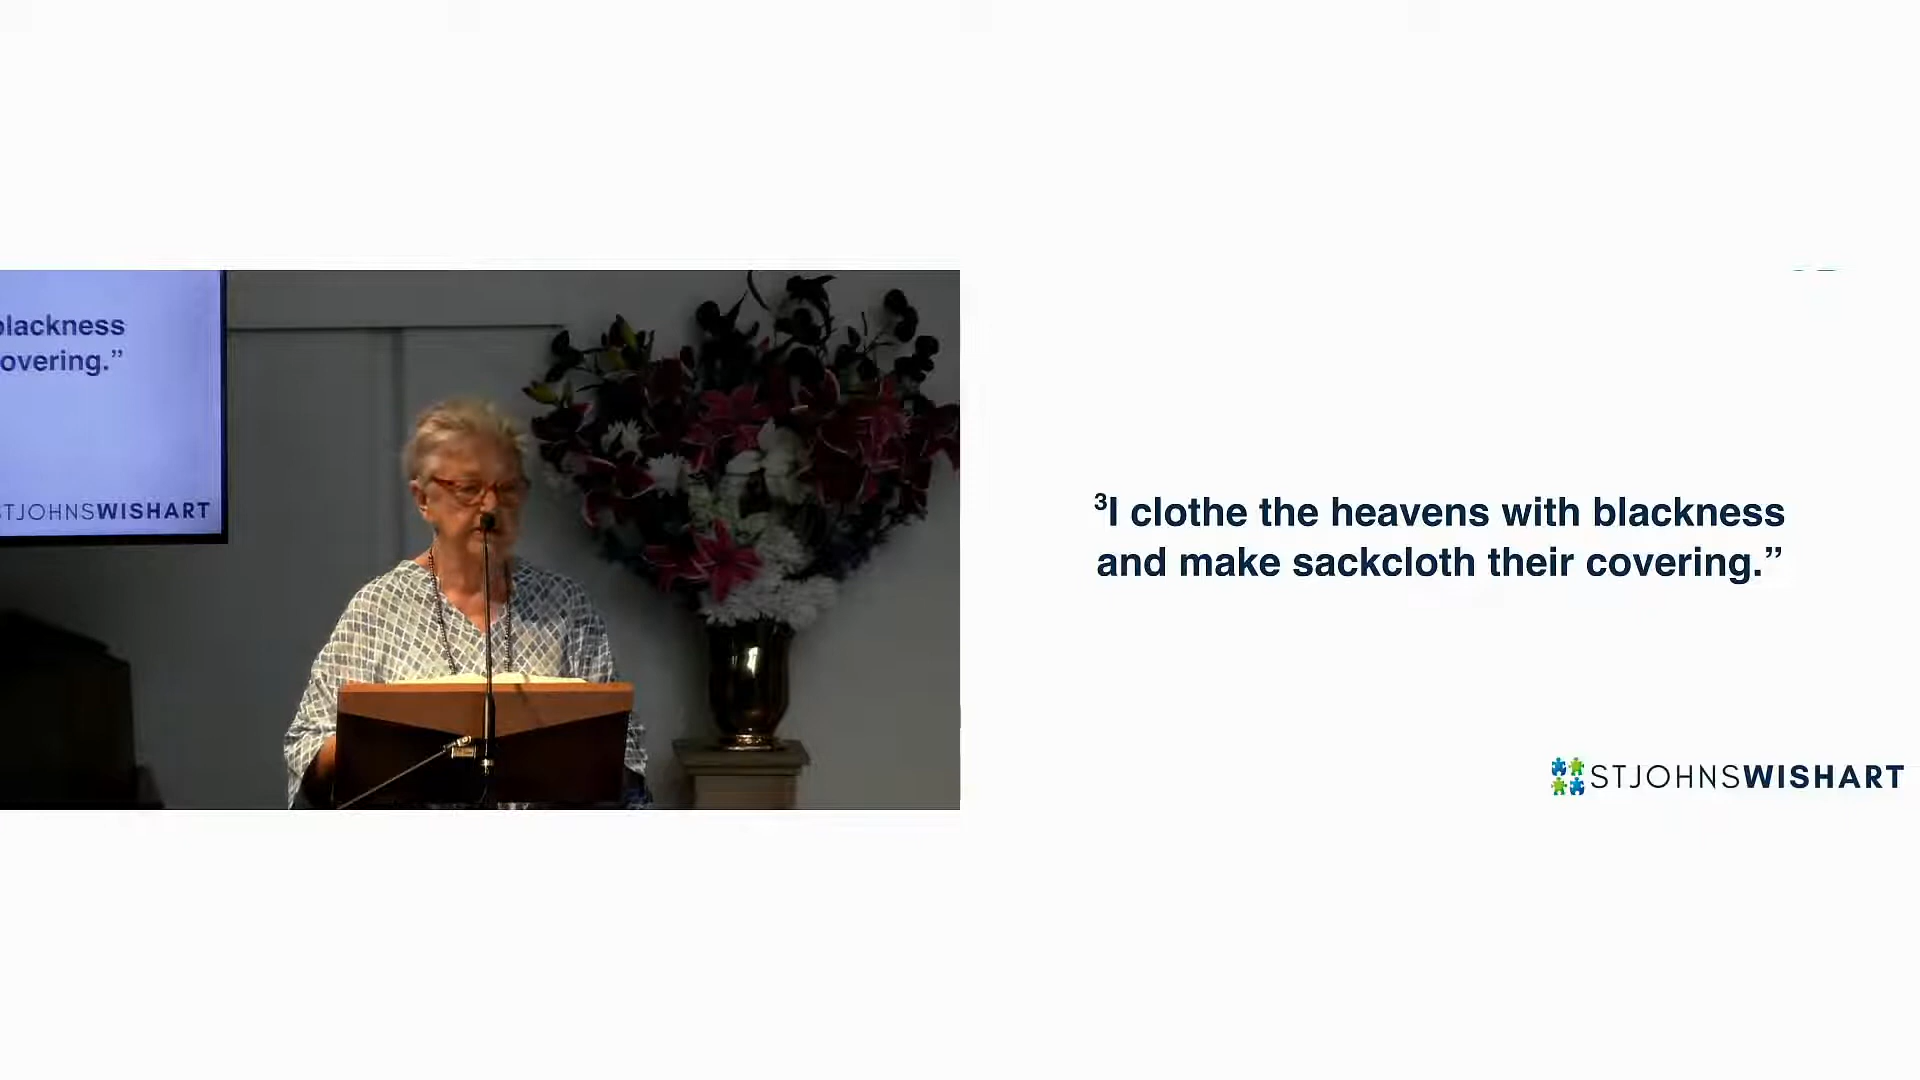 blackness
overing.”
STJOHNSWISHART
³I clothe the heavens with blackness
and make sackcloth their covering.”
STJOHNSWISHART